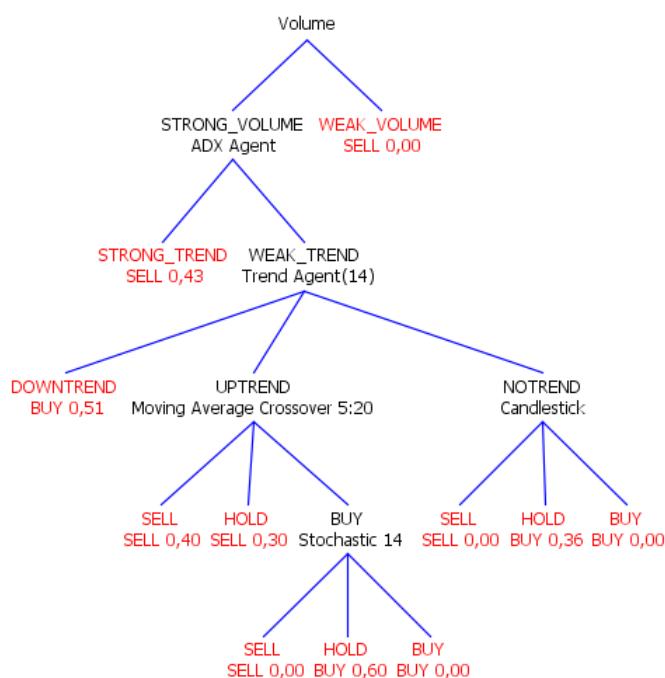 Volume
STRONG_VOLUME WEAK_VOLUME
ADX Agent SELL 0,00
STRONG_TREND WEAK_TREND
SELL 0,43 Trend Agent(14)
DOWNTREND UPTREND NOTREND
BUY 0,51 Moving Average Crossover 5:20 Candlestick
SELL HOLD BUY SELL HOLD BUY
SELL 0,40 SELL 0,30 Stochastic 14 SELL 0,00 BUY 0,36 BUY 0,00
SELL HOLD BUY
SELL 0,00 BUY 0,60 BUY 0,00